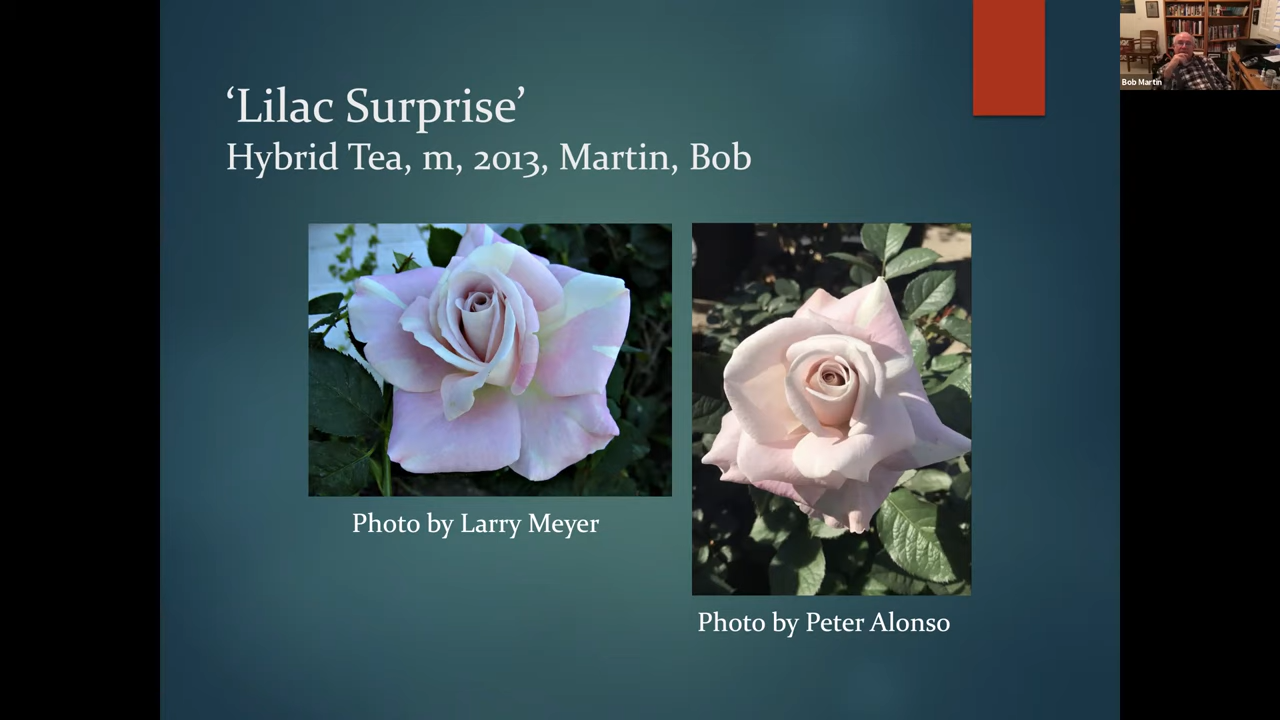 ‘Lilac Surprise’
Hybrid Tea, m, 2013, Martin, Bob
Photo by Larry Meyer
Photo by Peter Alonso
Bob Martin